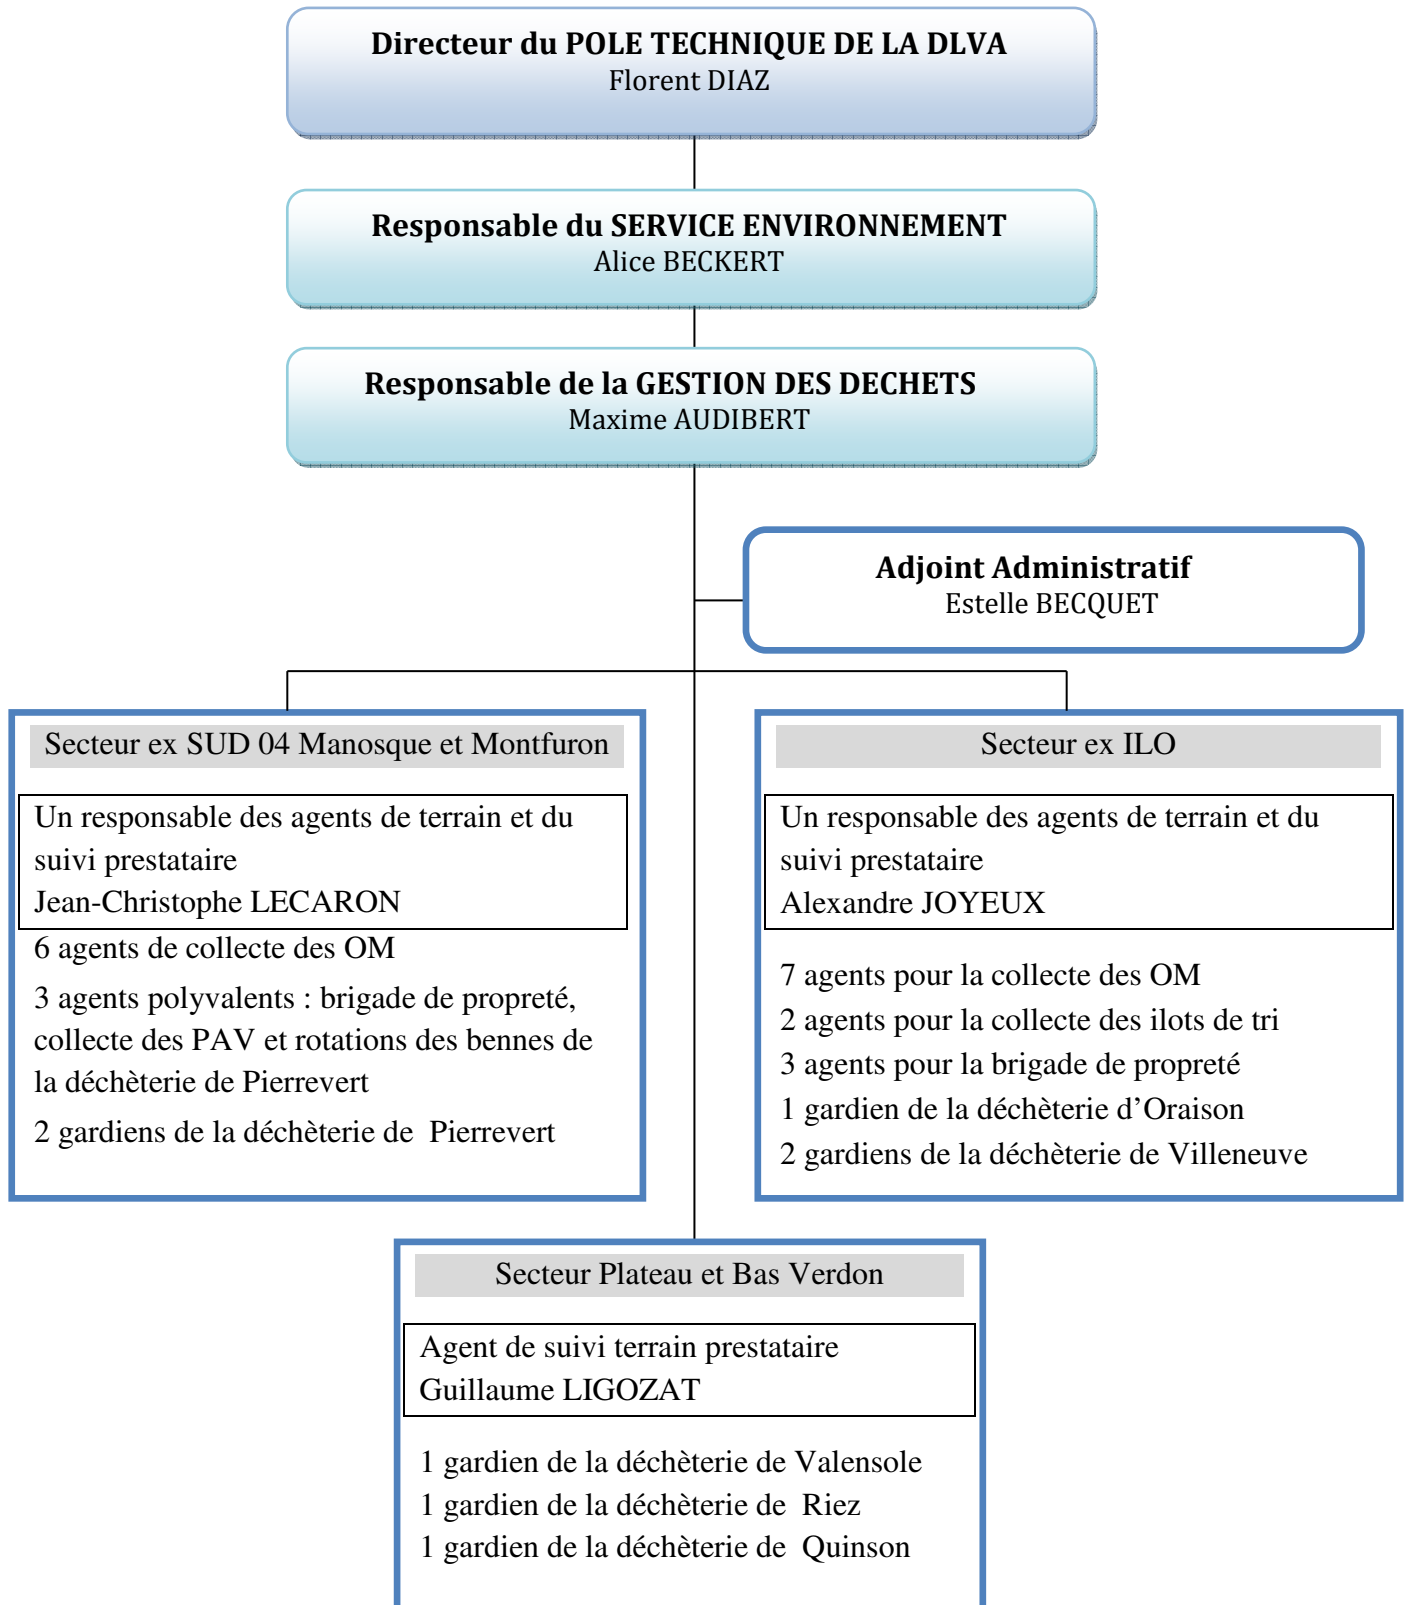 Directeur du POLE TECHNIQUE DE LA DLVA
Florent DIAZ
Responsable du SERVICE ENVIRONNEMENT
Alice BECKERT
Responsable de la GESTION DES DECHETS
Maxime AUDIBERT
Adjoint Administratif
Estelle BECQUET
Secteur ex SUD 04 Manosque et Montfuron
Un responsable des agents de terrain et du
suivi prestataire
Jean-Christophe LECARON
6 agents de collecte des OM
3 agents polyvalents : brigade de propreté,
collecte des PAV et rotations des bennes de
la déchèterie de Pierrevert
2 gardiens de la déchèterie de Pierrevert
Secteur ex ILO
Un responsable des agents de terrain et du
suivi prestataire
Alexandre JOYEUX
7 agents pour la collecte des OM
2 agents pour la collecte des ilots de tri
3 agents pour la brigade de propreté
1 gardien de la déchèterie d’Oraison
2 gardiens de la déchèterie de Villeneuve
Secteur Plateau et Bas Verdon
Agent de suivi terrain prestataire
Guillaume LIGOZAT
1 gardien de la déchèterie de Valensole
1 gardien de la déchèterie de Riez
1 gardien de la déchèterie de Quinson